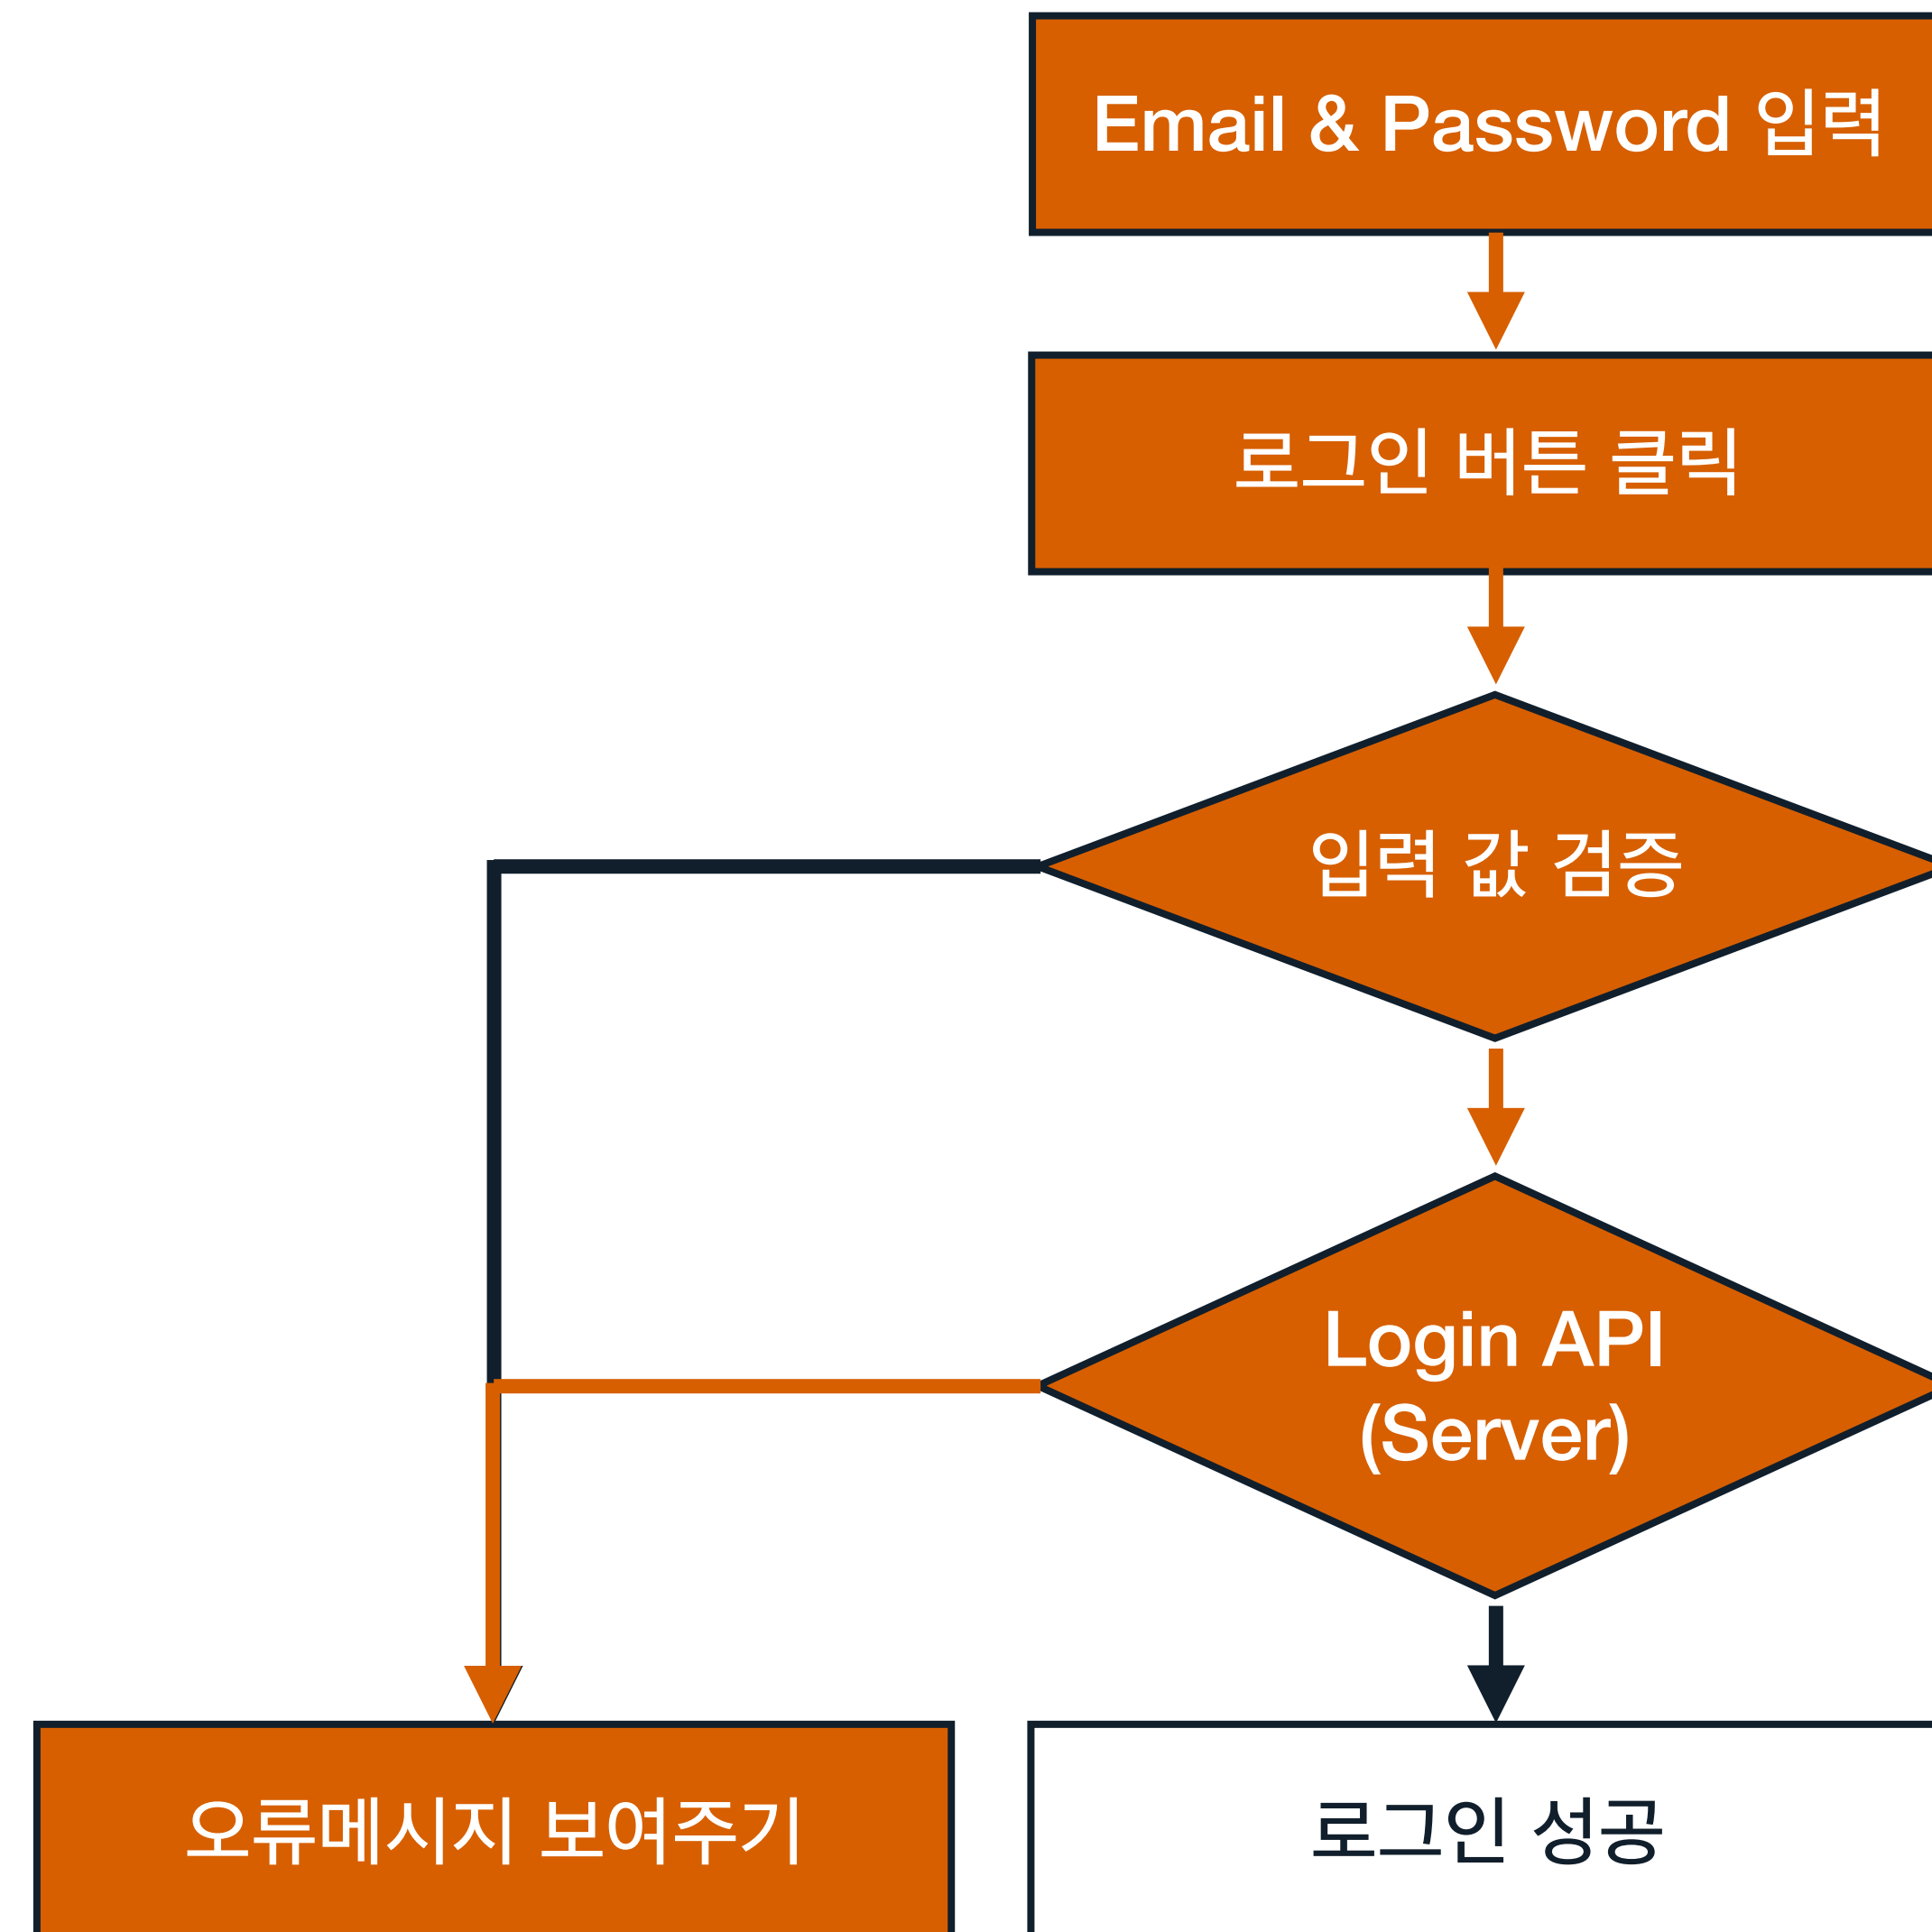 Email & Password 입력
로그인 버튼 클릭
입력 값 검증
Login API
(Server)
오류메시지 보여주기
로그인 성공